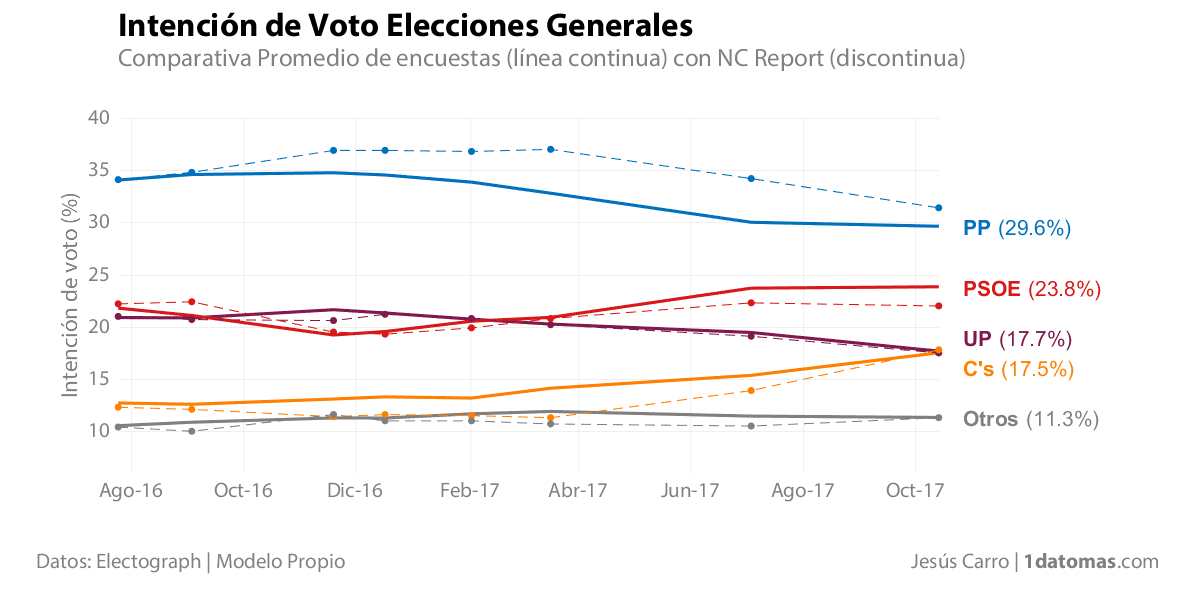 Intención de Voto Elecciones Generales
Comparativa Promedio de encuestas (línea continua) con NC Report (discontinua)
Intención de voto (%)
40
35
30
25
20
15
10
PP (29.6%)
PSOE (23.8%)
UP (17.7%)
C's (17.5%)
Otros (11.3%)
Ago-16 Oct-16 Dic-16 Feb-17 Abr-17 Jun-17 Ago-17 Oct-17
Datos: Electograph | Modelo Propio
Jesús Carro | 1datomas.com